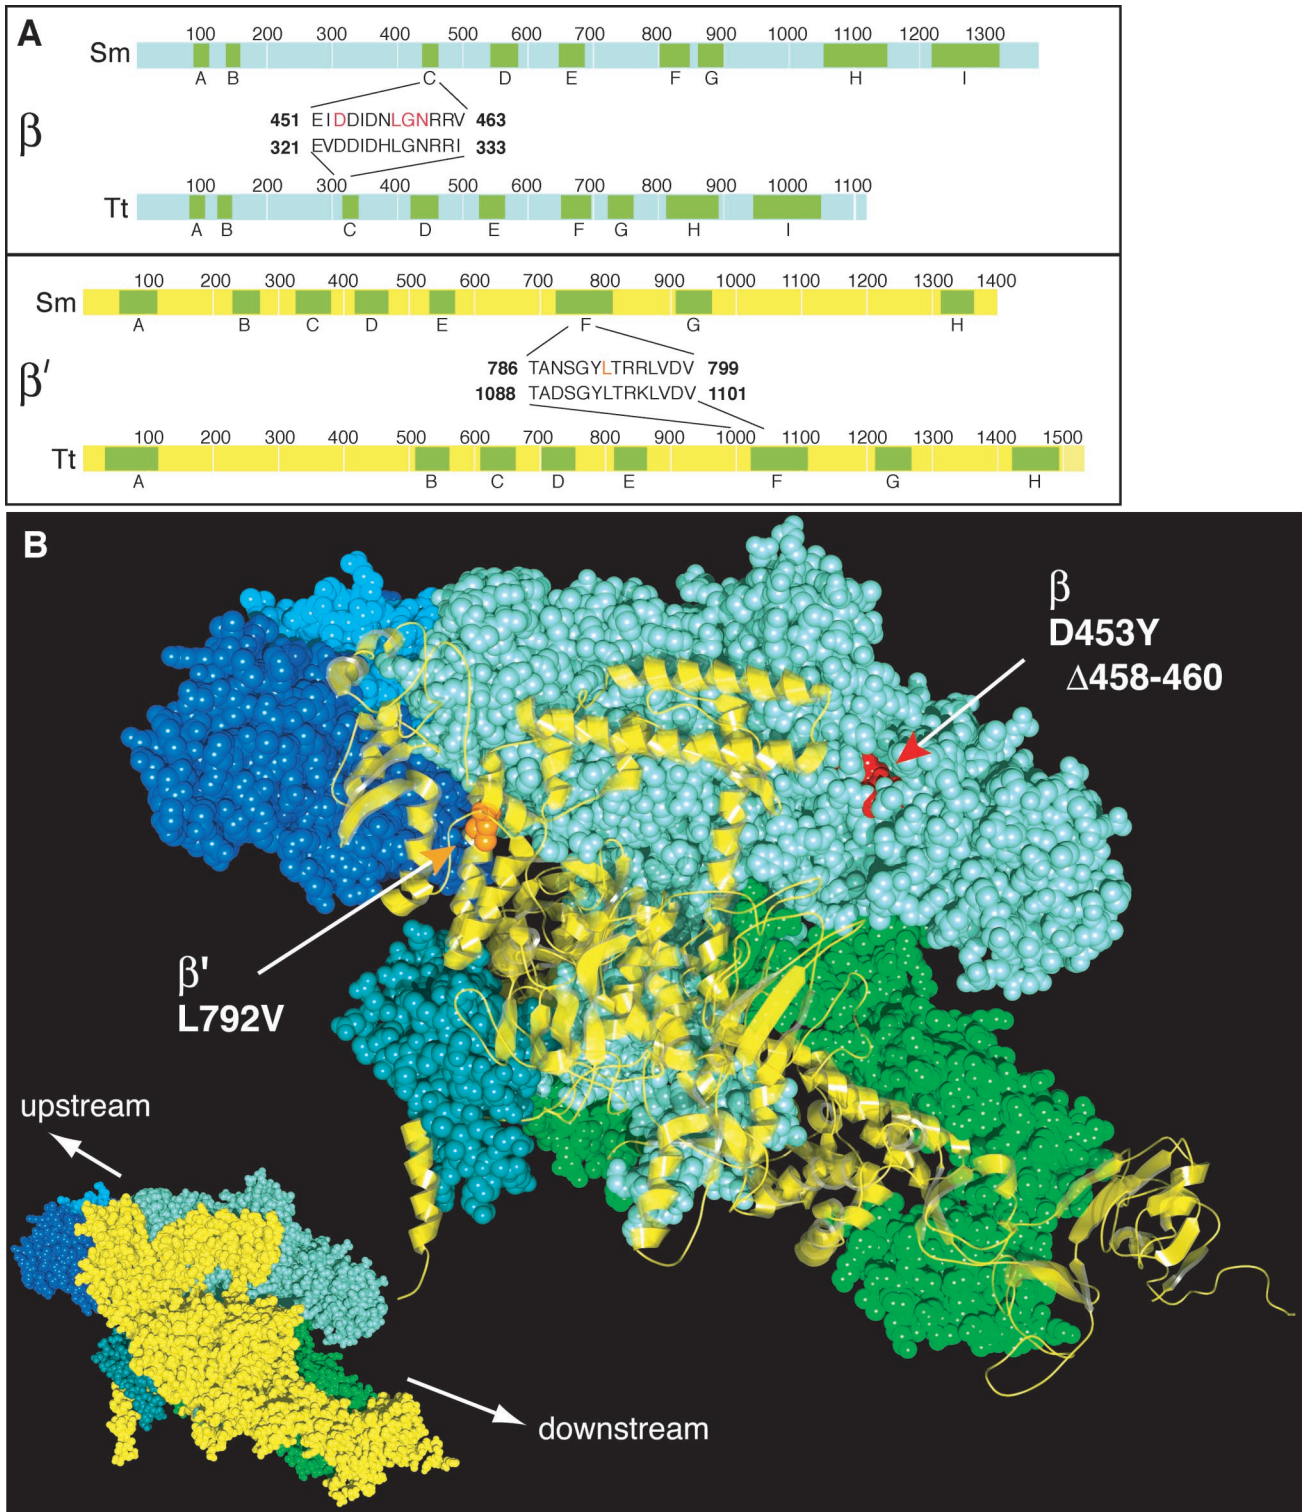 A
100 200 300 400 500 600 700 800 900 1000 1100 1200 1300
Sm
A B C D E F G H I
451 EIDDIDNLGNRRV 463
β
321 EVDDIDHLGNRRI 333
100 200 300 400 500 600 700 800 900 1000 1100
Tt
A B C D E F G H I
100 200 300 400 500 600 700 800 900 1000 1100 1200 1300 1400
Sm
A B C D E F G H
786 TANSGYLTRRLVDV 799
β′
1088 TADSGYLTRKLVDV 1101
100 200 300 400 500 600 700 800 900 1000 1100 1200 1300 1400 1500
Tt
A B C D E F G H
B
β
D453Y
Δ458-460
β'
L792V
upstream
downstream